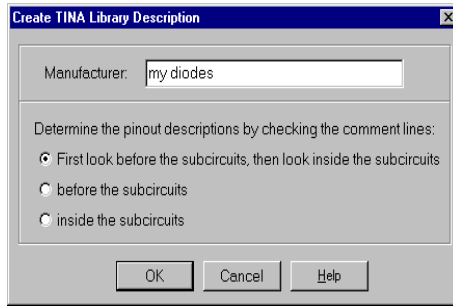 Create TINA Library Description
Manufacturer: my diodes
Determine the pinout descriptions by checking the comment lines:
First look before the subcircuits, then look inside the subcircuits
before the subcircuits
inside the subcircuits
OK Cancel Help